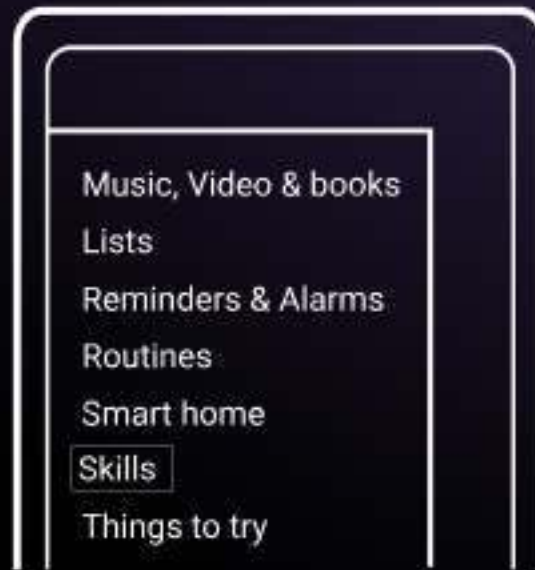 Music, Video & books
Lists
Reminders & Alarms
Routines
Smart home
Skills
Things to try